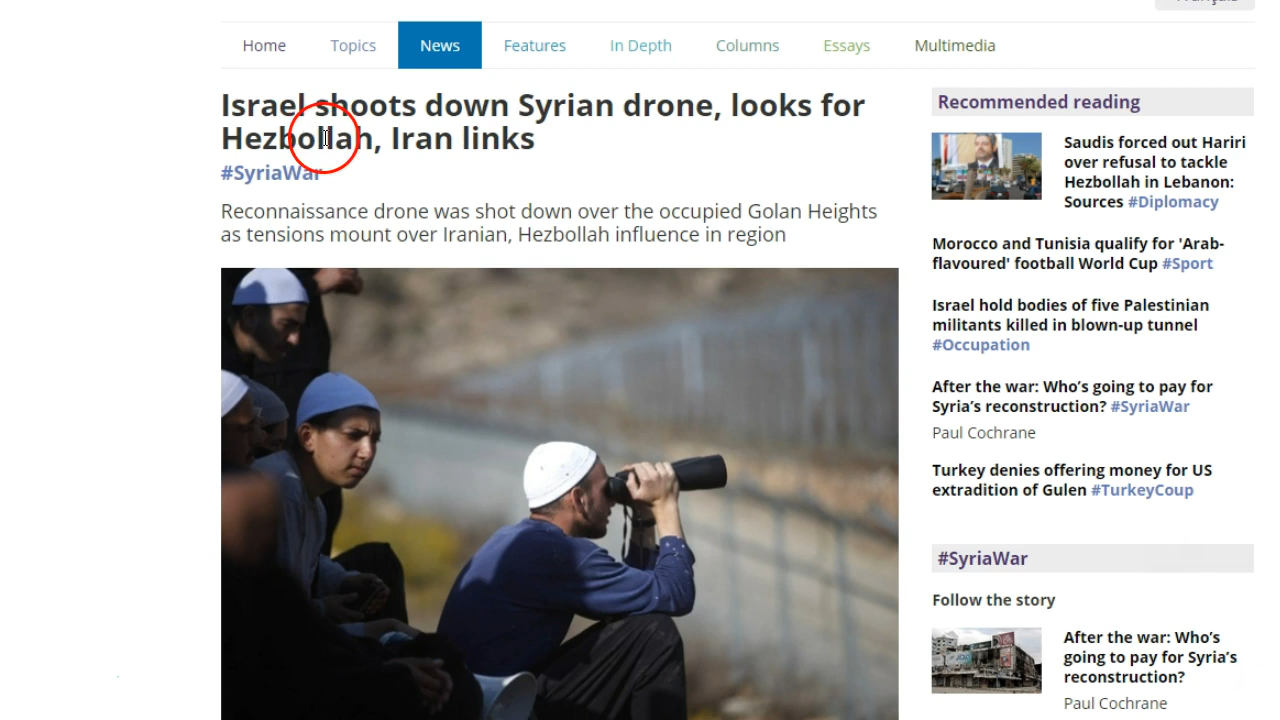 Français
Home Topics News Features In Depth Columns Essays Multimedia
Israel shoots down Syrian drone, looks for
Hezbollah, Iran links
#SyriaWar
Reconnaissance drone was shot down over the occupied Golan Heights
as tensions mount over Iranian, Hezbollah influence in region
Recommended reading
Saudis forced out Hariri
over refusal to tackle
Hezbollah in Lebanon:
Sources #Diplomacy
Morocco and Tunisia qualify for 'Arab-
flavoured' football World Cup #Sport
Israel hold bodies of five Palestinian
militants killed in blown-up tunnel
#Occupation
After the war: Who’s going to pay for
Syria’s reconstruction? #SyriaWar
Paul Cochrane
Turkey denies offering money for US
extradition of Gulen #TurkeyCoup
#SyriaWar
Follow the story
After the war: Who’s
going to pay for Syria’s
reconstruction?
Paul Cochrane